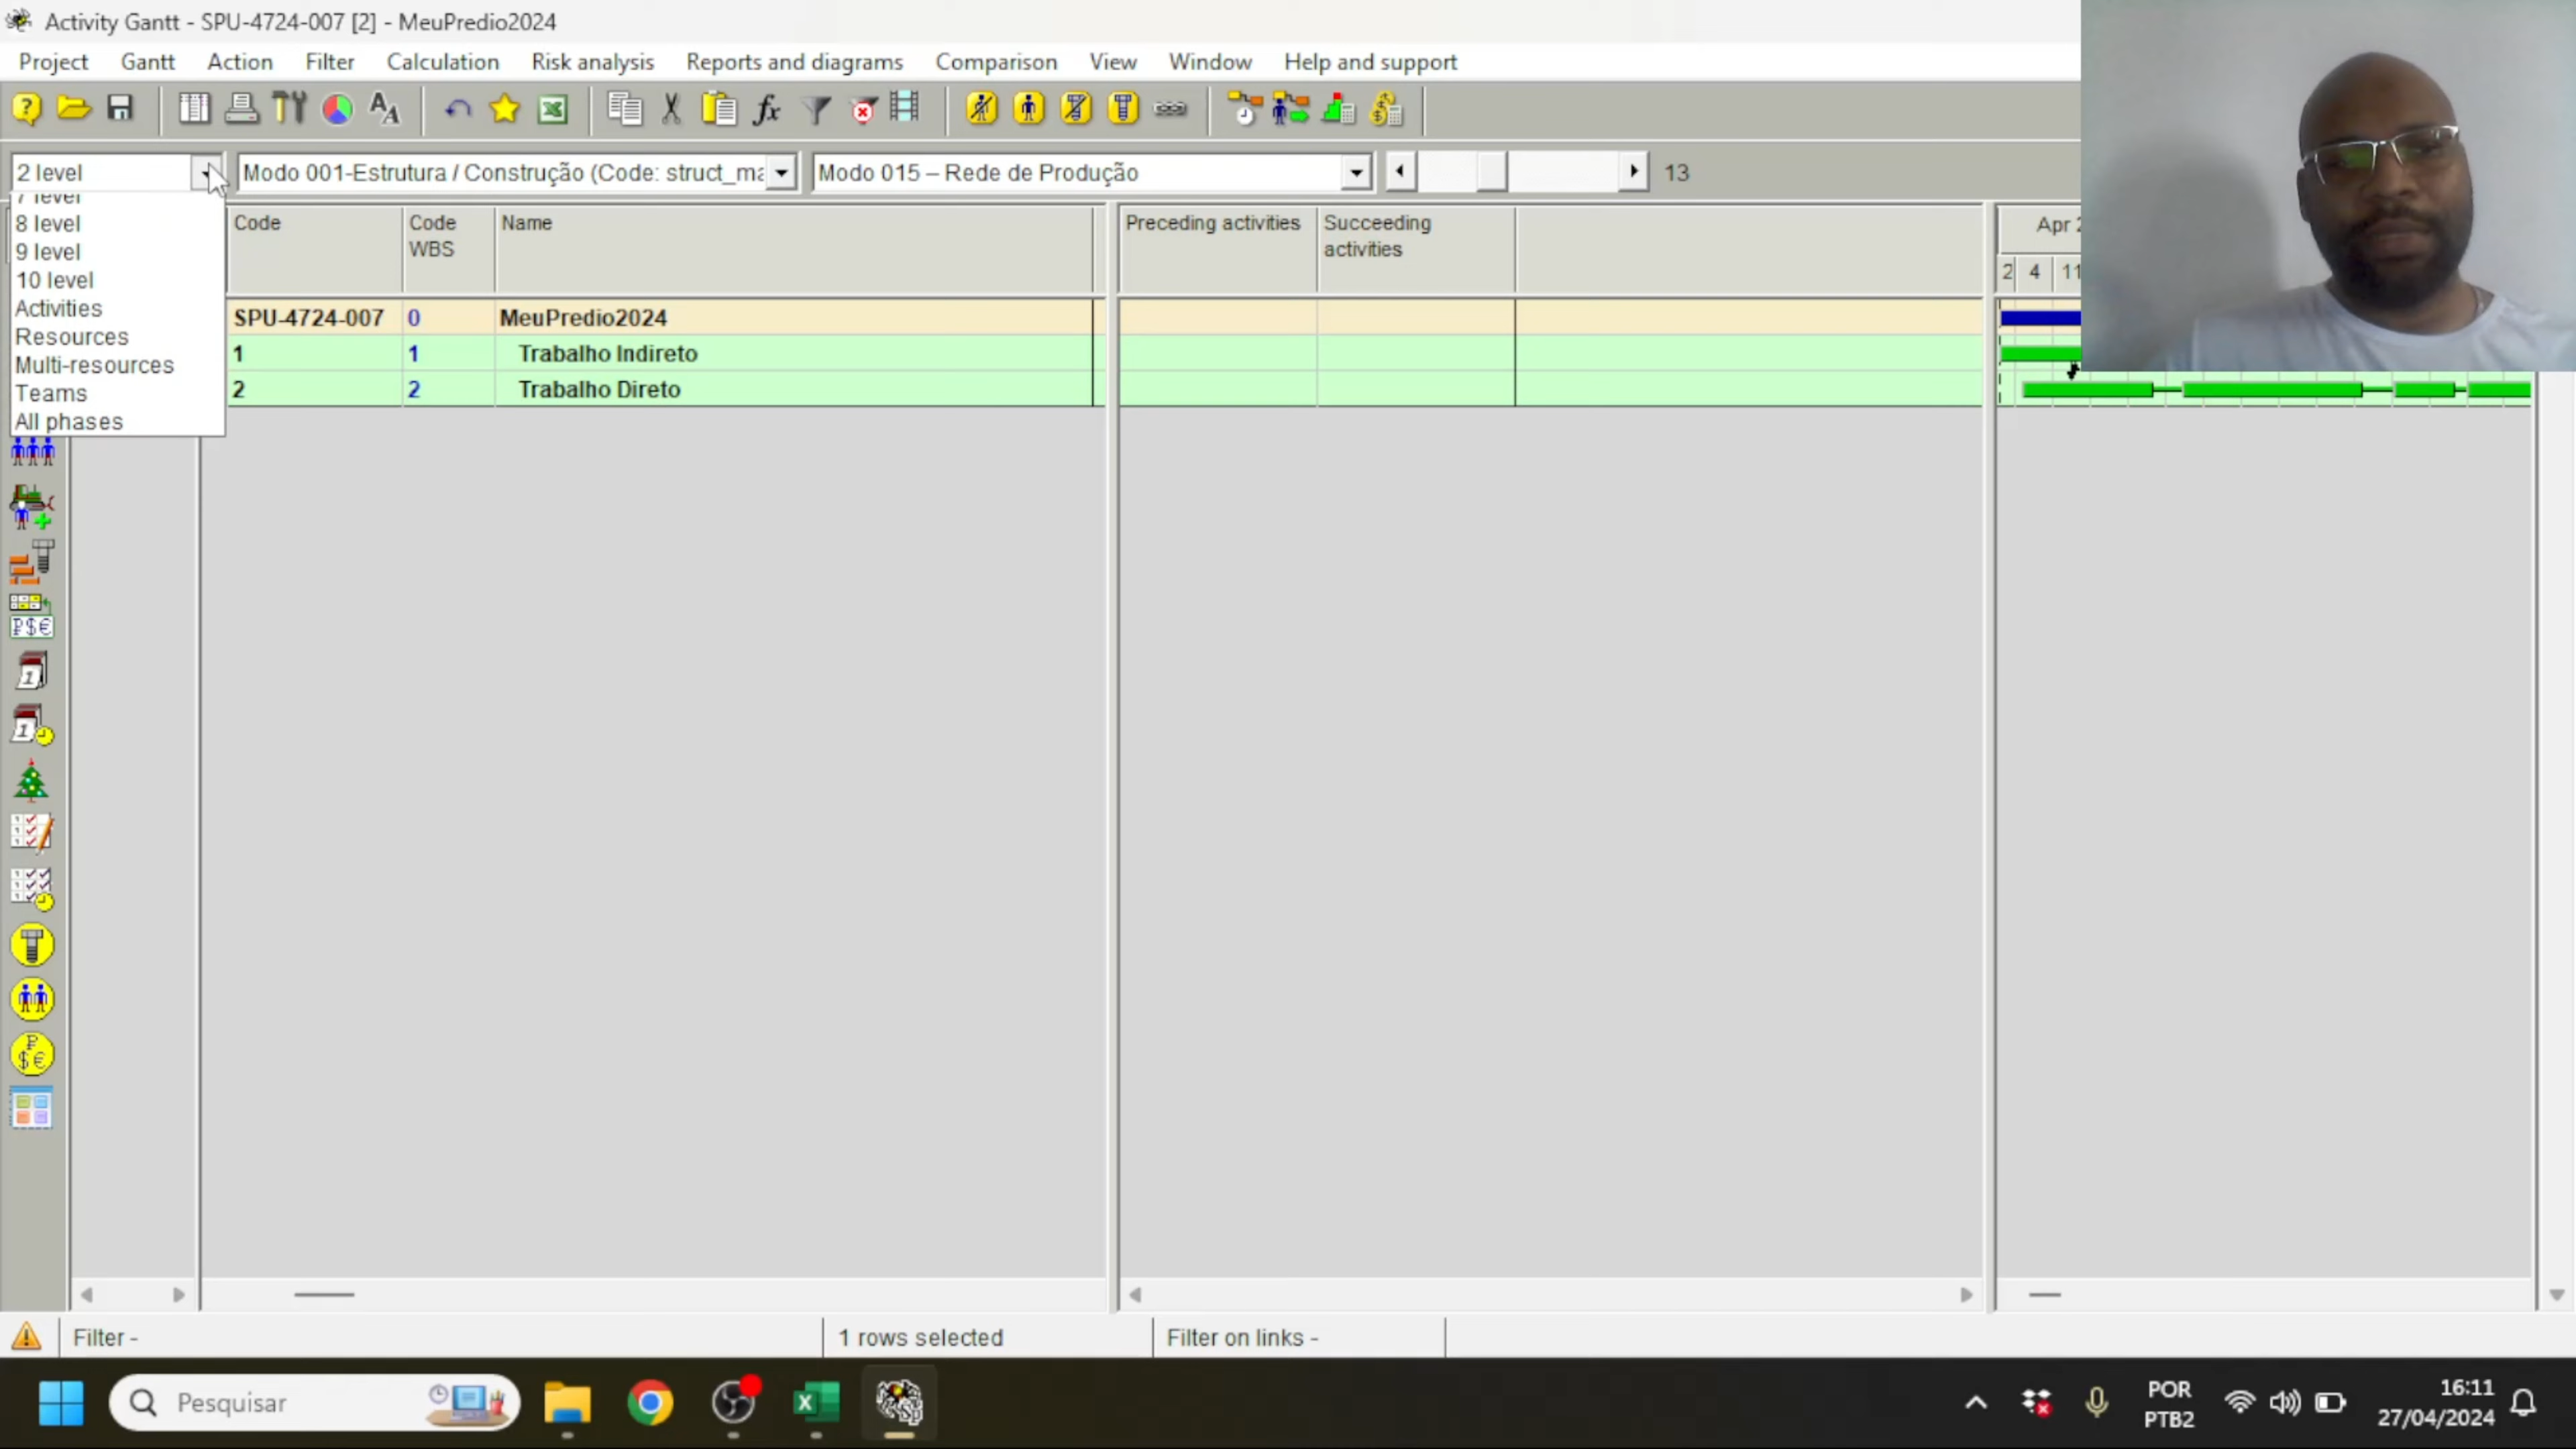 Activity Gantt - SPU-4724-007 [2] - MeuPredio2024
Project Gantt Action Filter Calculation Risk analysis Reports and diagrams Comparison View Window Help and support
2 level Modo 001-Estrutura / Construção (Code: struct_ma Modo 015 – Rede de Produção 13
7 level
8 level
9 level
10 level
Activities
Resources
Multi-resources
Teams
All phases
Code
Code WBS
Name
Preceding activities
Succeeding activities
Apr 2
2 4 11
SPU-4724-007 0 MeuPredio2024
1 1 Trabalho Indireto
2 2 Trabalho Direto
Filter - 1 rows selected Filter on links -
Pesquisar
POR
PTB2
16:11
27/04/2024